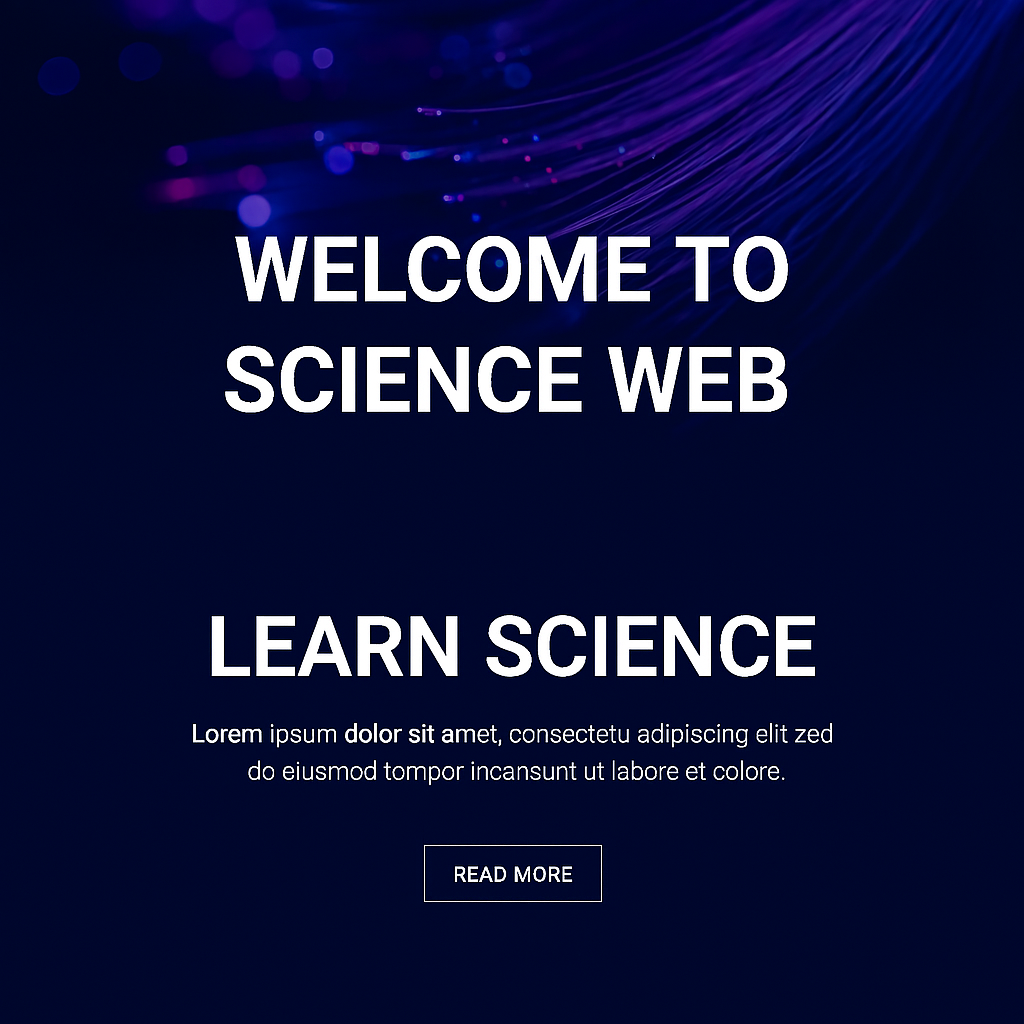 WELCOME TO
SCIENCE WEB
LEARN SCIENCE
Lorem ipsum dolor sit amet, consectetu adipiscing elit zed
do eiusmod tompor incansunt ut labore et colore.
READ MORE